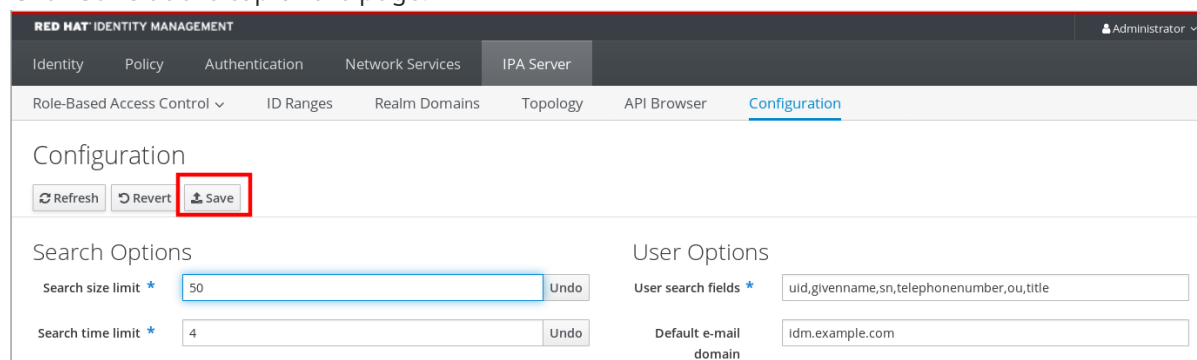 RED HAT® IDENTITY MANAGEMENT Administrator
Identity Policy Authentication Network Services IPA Server
Role-Based Access Control ID Ranges Realm Domains Topology API Browser Configuration
Configuration
Refresh Revert Save
Search Options User Options
Search size limit * 50 Undo User search fields * uid,givenname,sn,telephonenumber,ou,title
Search time limit * 4 Undo Default e-mail idm.example.com
domain